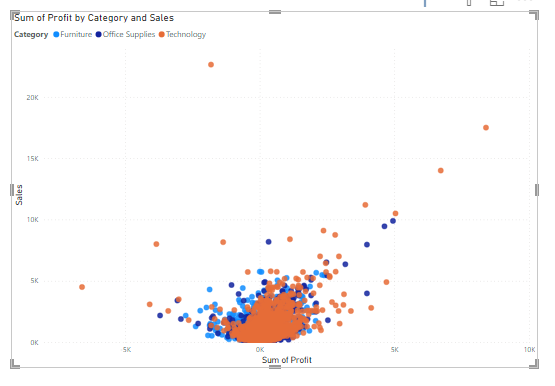 Sum of Profit by Category and Sales
Category Furniture Office Supplies Technology
20K
15K
10K
5K
0K
Sales
5K 0K 5K 10K
Sum of Profit